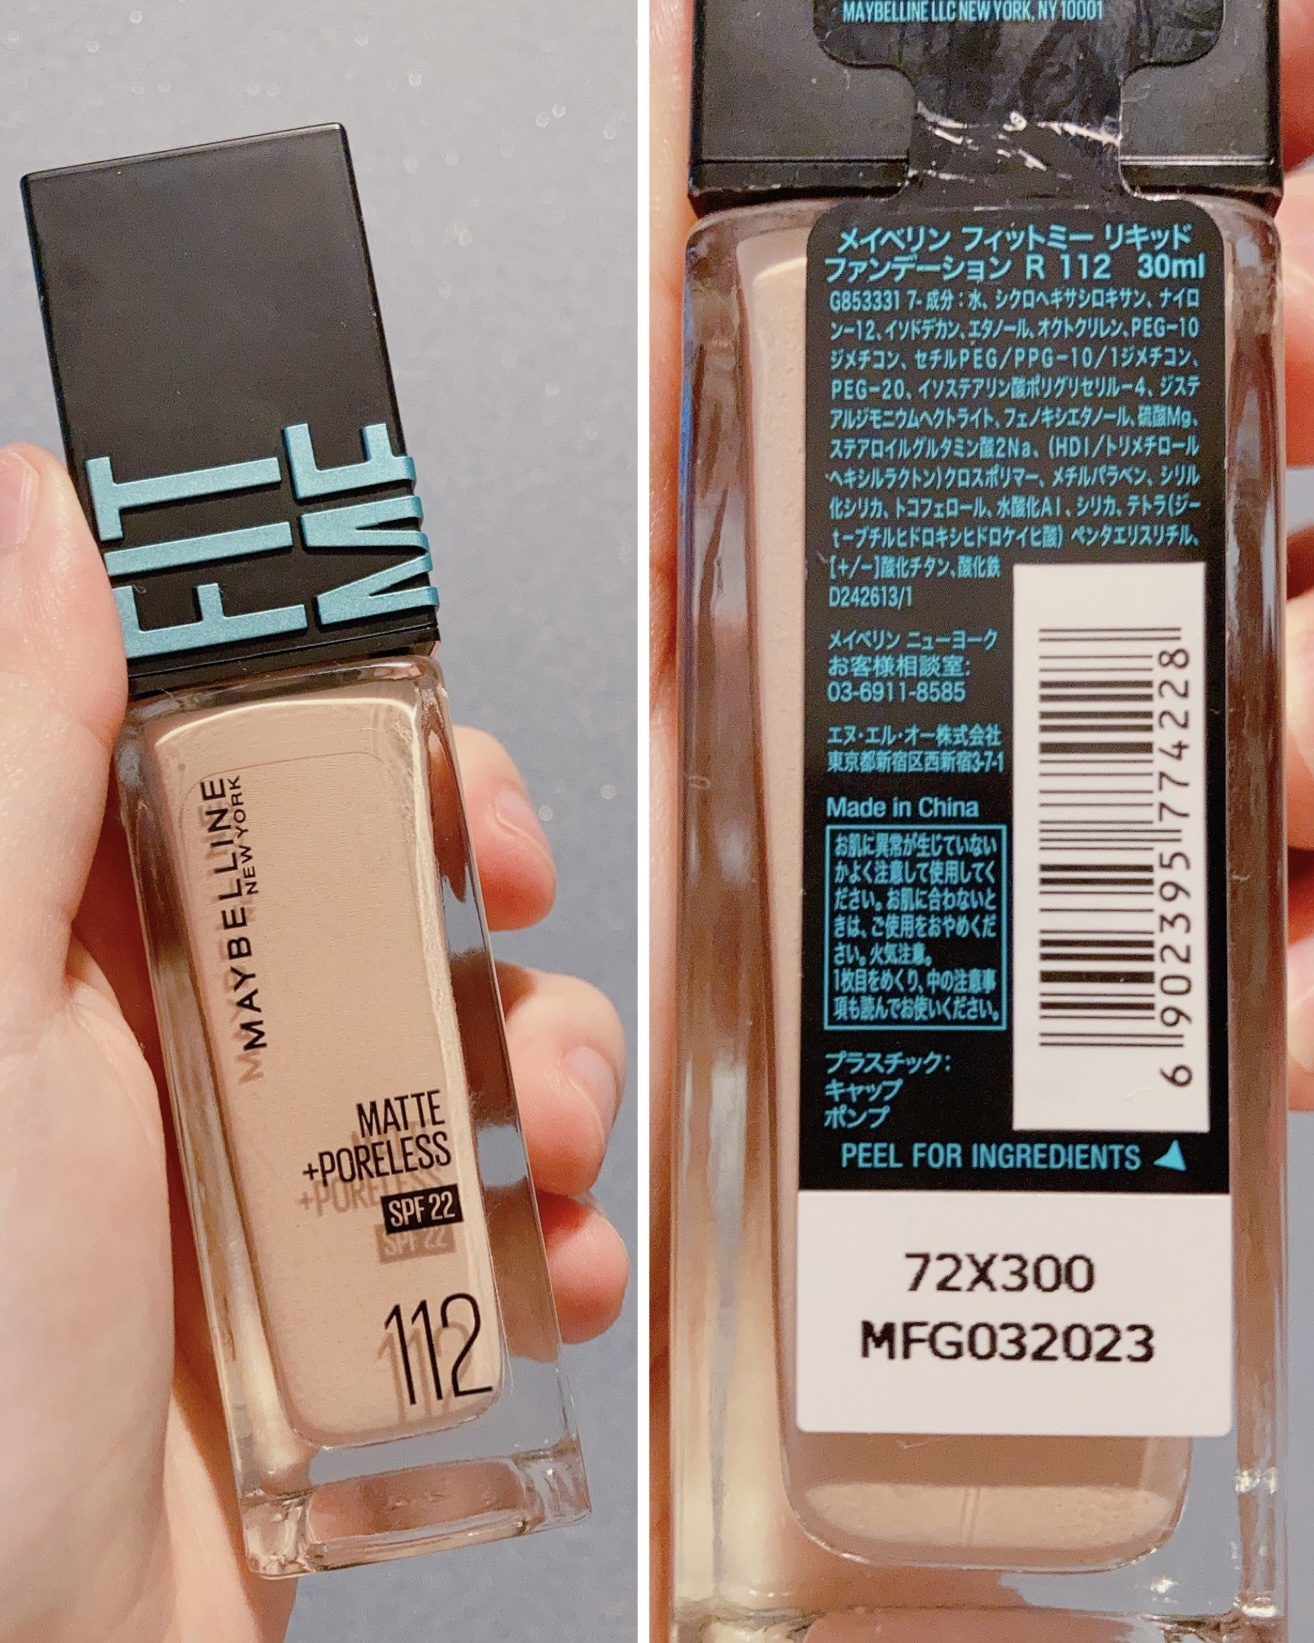 FIT
ME
MAYBELLINE
NEW YORK
MATTE
+PORELESS
SPF 22
112
MAYBELLINE LLC NEW YORK, NY 10001
メイベリン フィットミー リキッド
ファンデーション R 112 30ml
G853331 7- 成分：水、シクロヘキサシロキサン、ナイロ
ン-12、イソドデカン、エタノール、オクトクリレン、PEG-10
ジメチコン、セチルPEG/PPG-10/1ジメチコン、
PEG-20、イソステアリン酸ポリグリセリル-4、ジステ
アルジモニウムヘクトライト、フェノキシエタノール、硫酸Mg、
ステアロイルグルタミン酸2Na、(HDI/トリメチロール
ヘキシルラクトン)クロスポリマー、メチルパラベン、シリル
化シリカ、トコフェロール、水酸化Al、シリカ、テトラ(ジー
t-ブチルヒドロキシヒドロケイヒ酸) ペンタエリスリチル、
[+/-]酸化チタン、酸化鉄
D242613/1
メイベリン ニューヨーク
お客様相談室:
03-6911-8585
エヌ・エル・オー株式会社
東京都新宿区西新宿3-7-1
Made in China
お肌に異常が生じていない
かよく注意して使用してく
ださい。お肌に合わないと
きは、ご使用をおやめくだ
さい。火気注意。
1枚目をめくり、中の注意事
項も読んでお使いください。
プラスチック:
キャップ
ポンプ
6 902395 774228
PEEL FOR INGREDIENTS
72X300
MFG032023